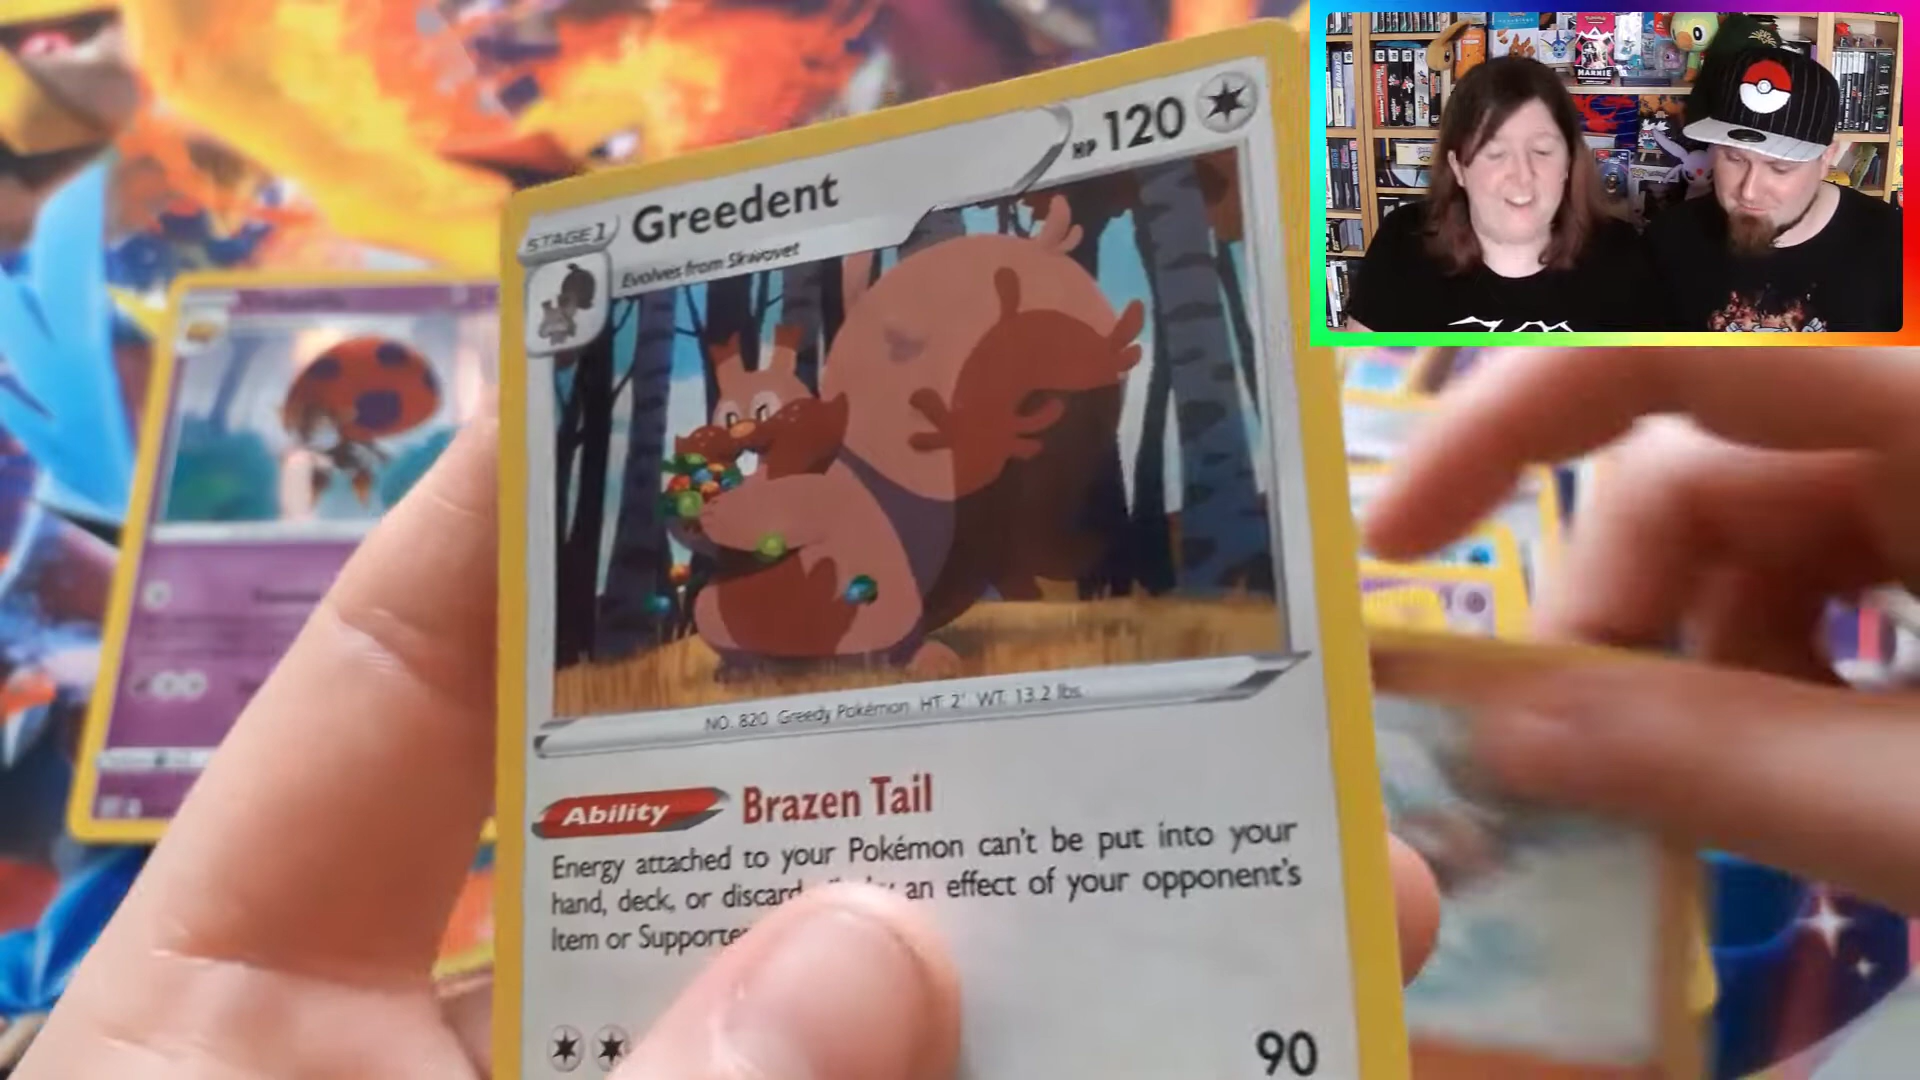 MARNIE
STAGE 1
Greedent
HP 120
Evolves from Skwovet
NO. 820 Greedy Pokémon HT 2' WT. 13.2 lbs.
Ability Brazen Tail
Energy attached to your Pokémon can't be put into your
hand, deck, or discard an effect of your opponent's
Item or Supporter
90